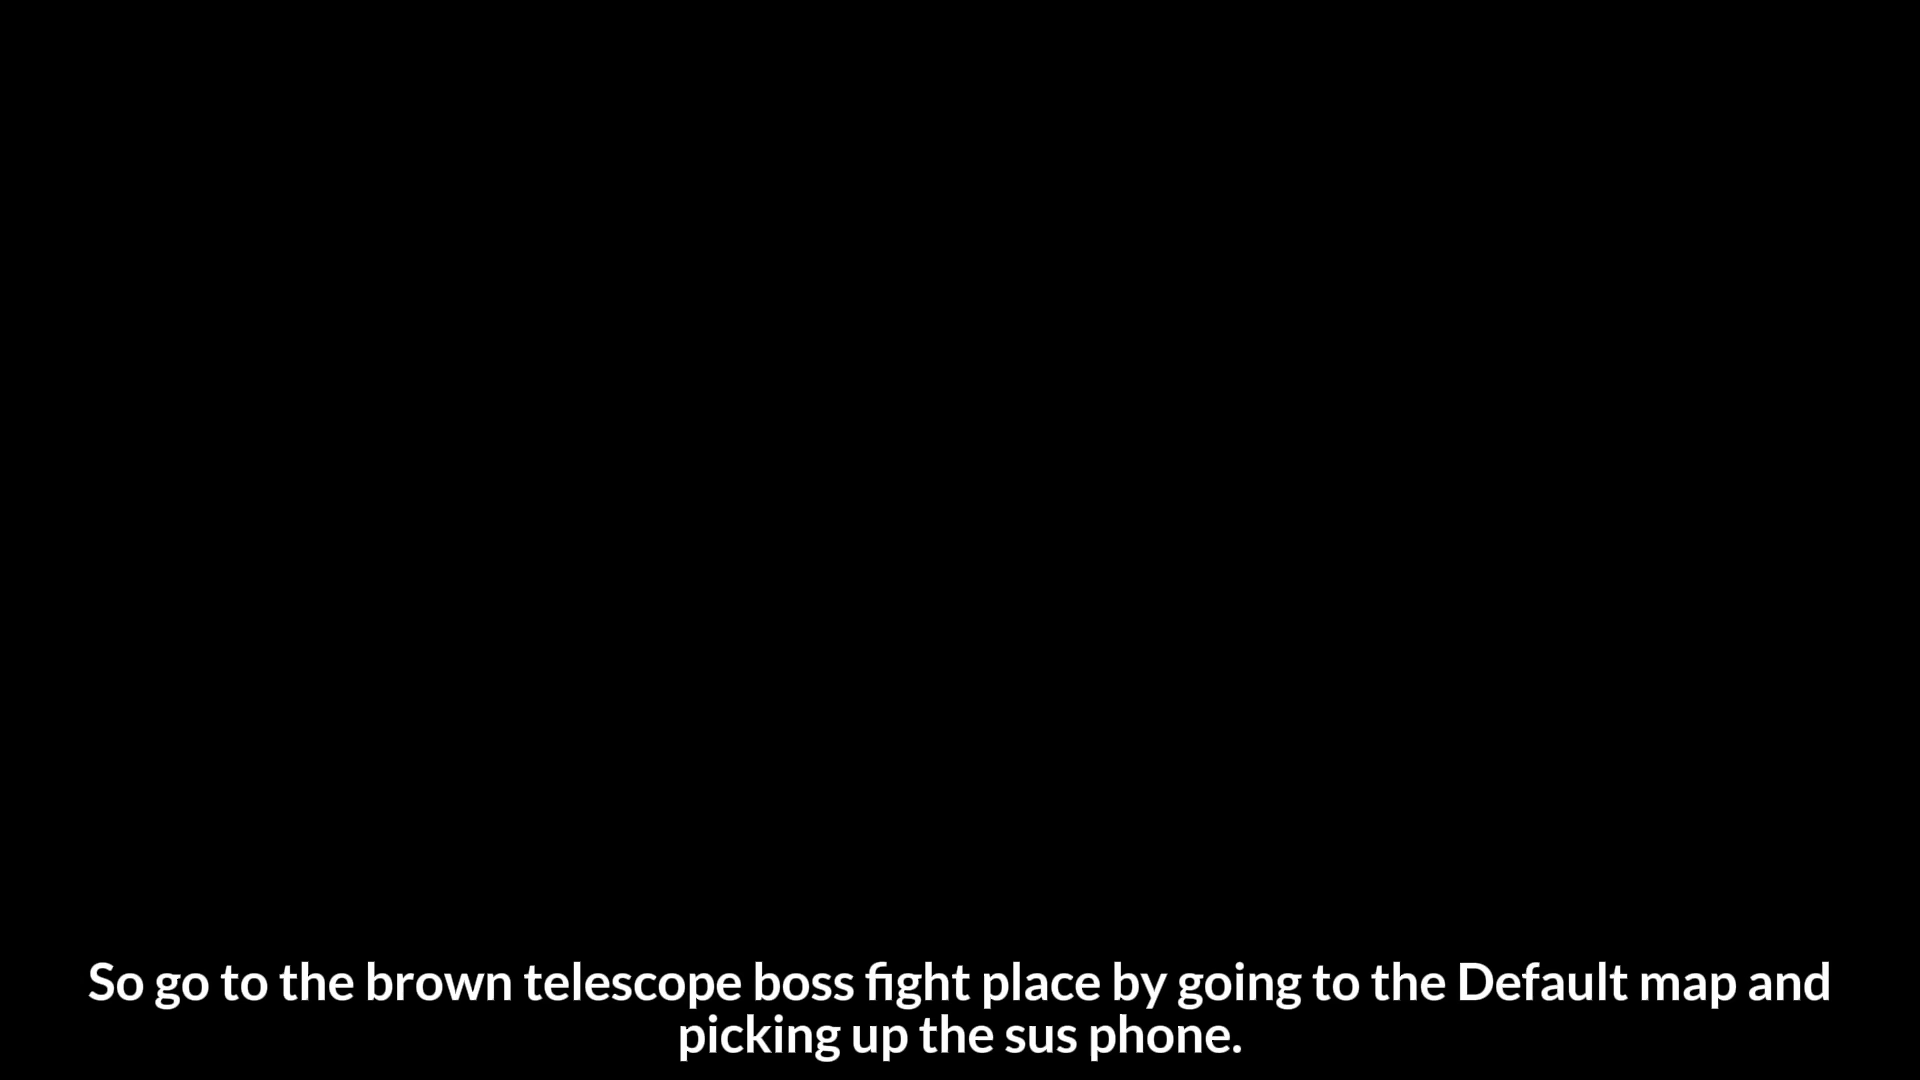 So go to the brown telescope boss fight place by going to the Default map and
picking up the sus phone.